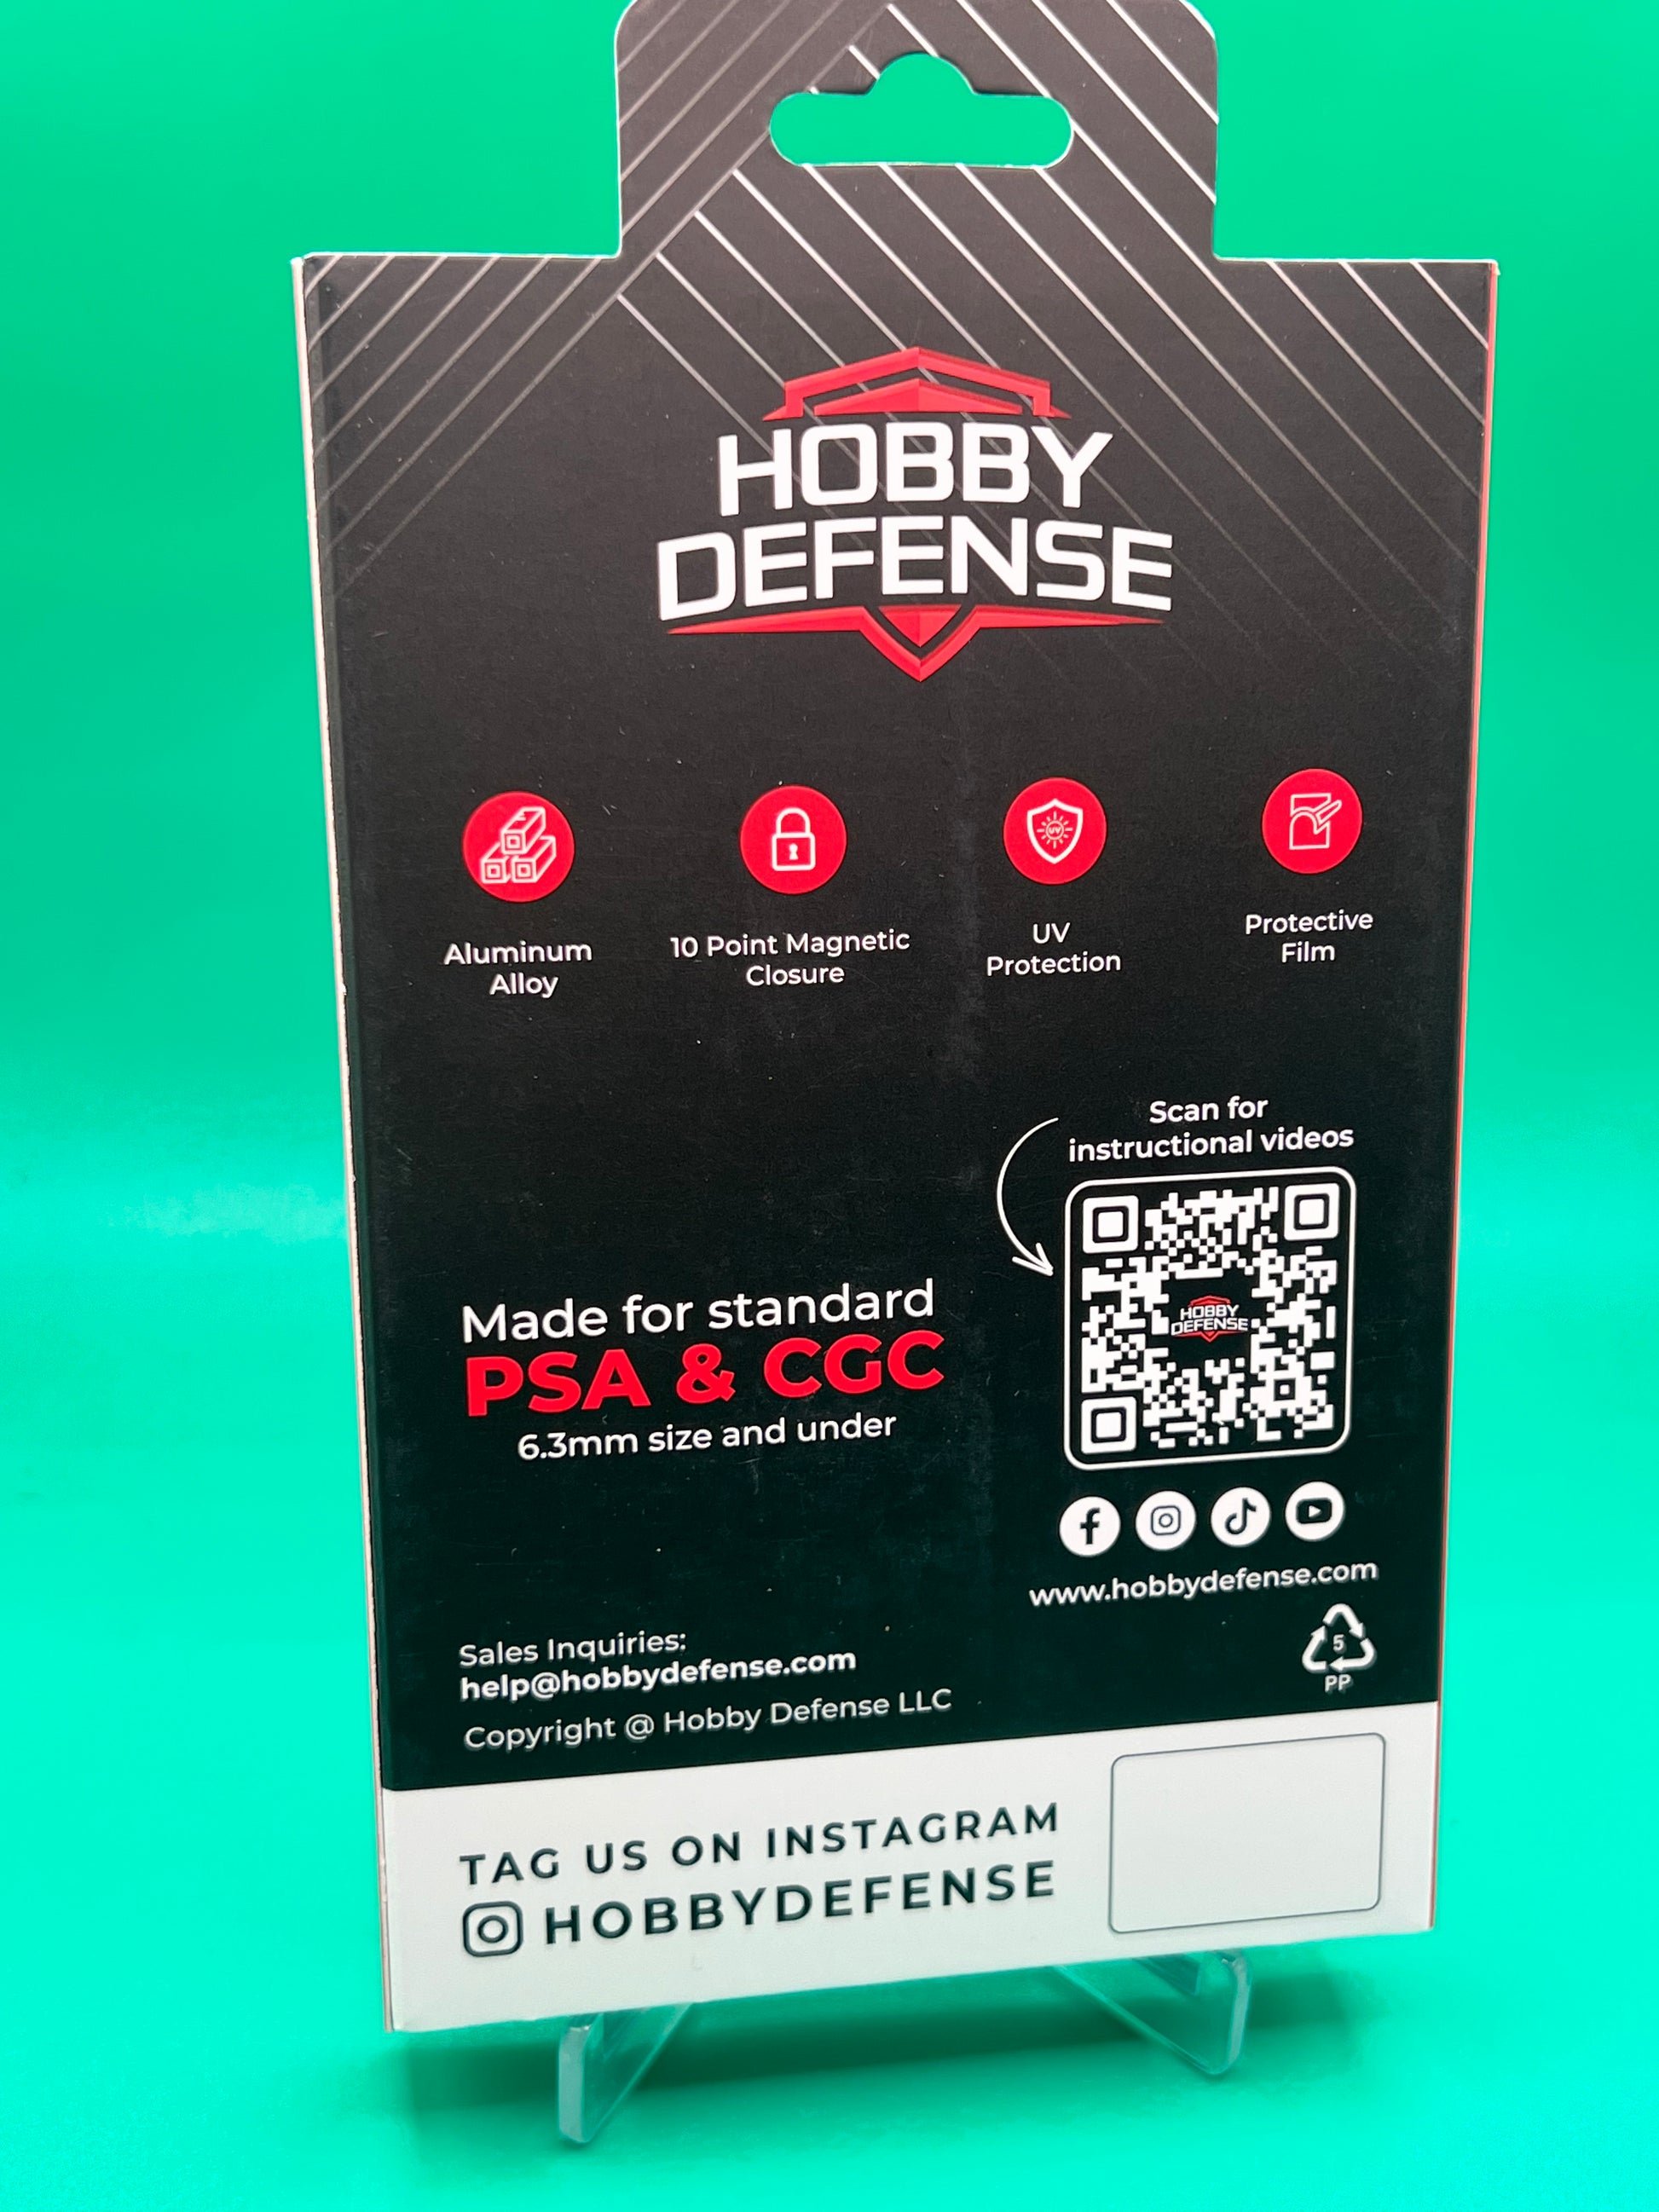 HOBBY
DEFENSE
Aluminum
Alloy
10 Point Magnetic
Closure
UV
UV
Protection
Protective
Film
Scan for
instructional videos
HOBBY
DEFENSE
Made for standard
PSA & CGC
6.3mm size and under
www.hobbydefense.com
5
PP
Sales Inquiries:
help@hobbydefense.com
Copyright @ Hobby Defense LLC
TAG US ON INSTAGRAM
HOBBYDEFENSE